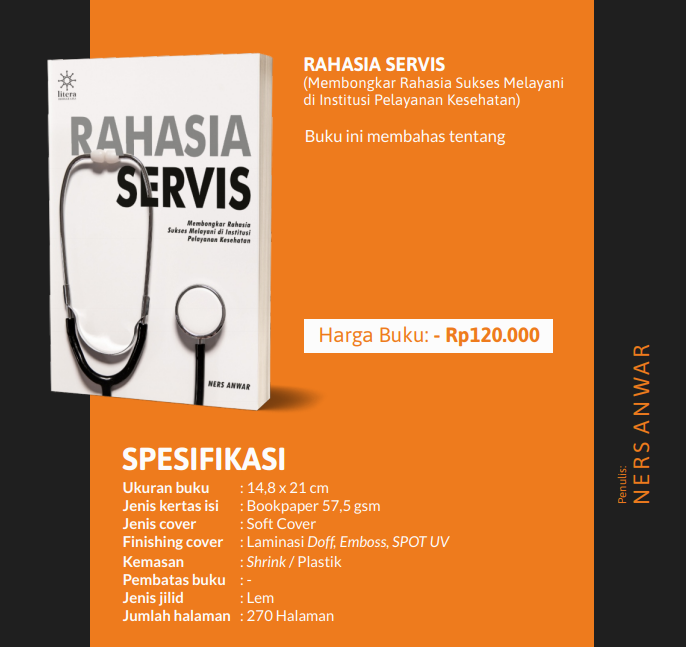 litera
RAHASIA
SERVIS
Membongkar Rahasia
Sukses Melayani di Institusi
Pelayanan Kesehatan
NERS ANWAR
RAHASIA SERVIS
(Membongkar Rahasia Sukses Melayani
di Institusi Pelayanan Kesehatan)
Buku ini membahas tentang
Harga Buku: - Rp120.000
SPESIFIKASI
Ukuran buku : 14,8 x 21 cm
Jenis kertas isi : Bookpaper 57,5 gsm
Jenis cover : Soft Cover
Finishing cover : Laminasi Doff, Emboss, SPOT UV
Kemasan : Shrink / Plastik
Pembatas buku : -
Jenis jilid : Lem
Jumlah halaman : 270 Halaman
Penulis:
NERS ANWAR